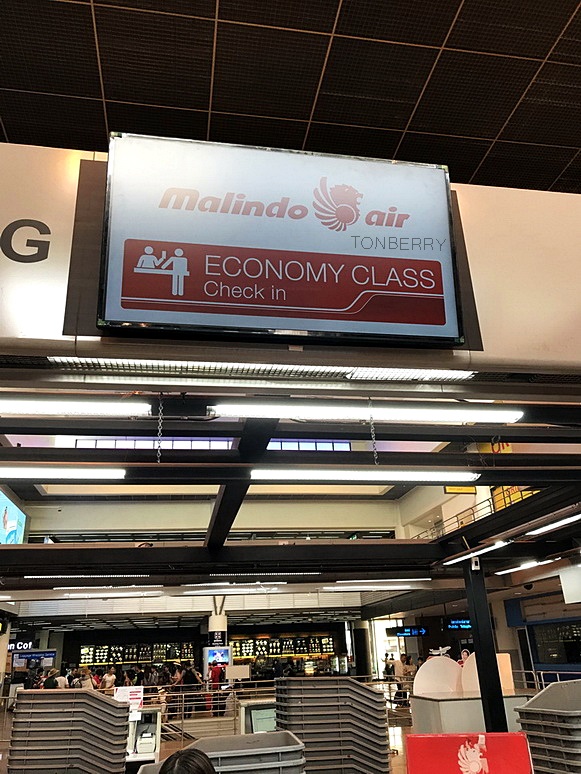 G
Malindo air
TONBERRY
ECONOMY CLASS
Check in